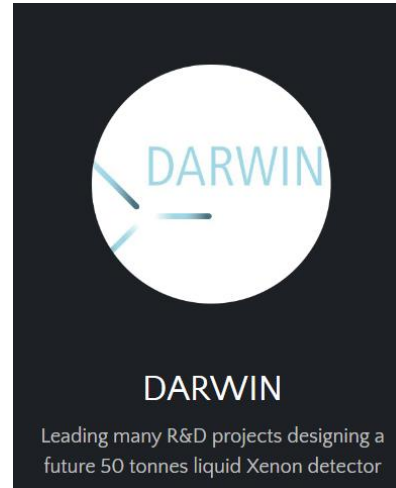 DARWIN
DARWIN
Leading many R&D projects designing a
future 50 tonnes liquid Xenon detector